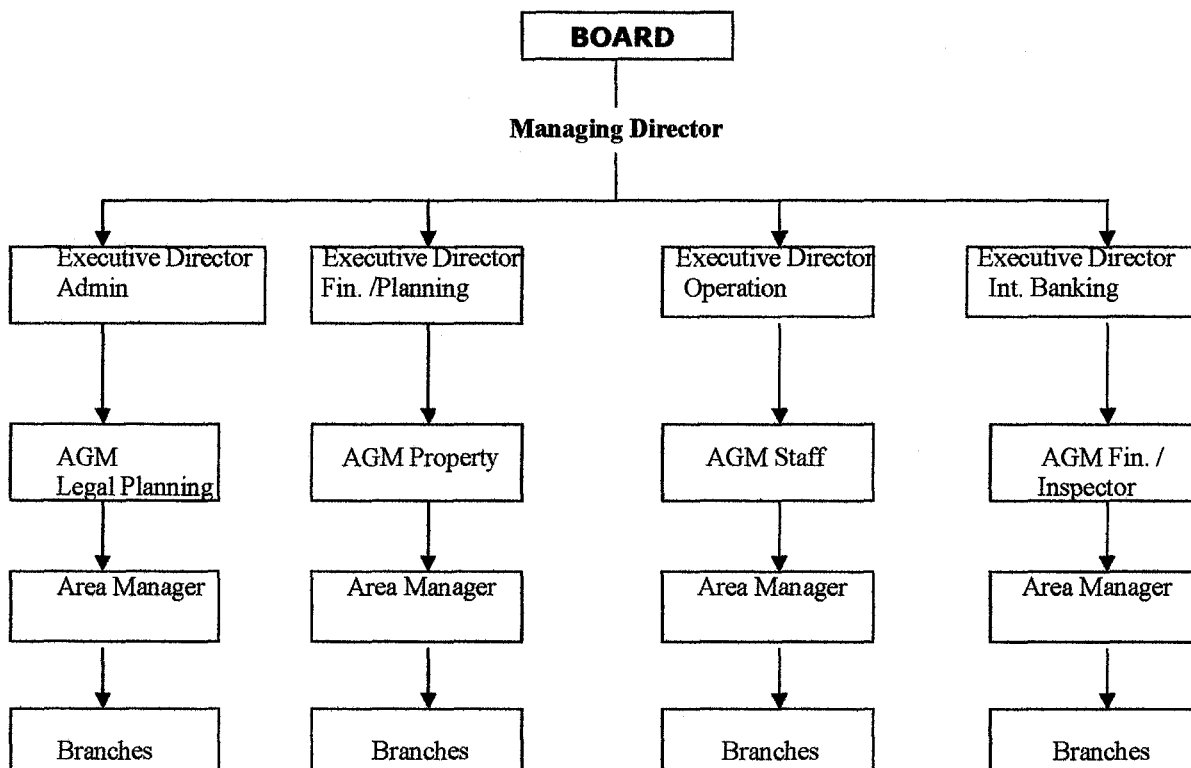 BOARD
Managing Director
Executive Director
Admin
Executive Director
Fin. /Planning
Executive Director
Operation
Executive Director
Int. Banking
AGM
Legal Planning
AGM Property
AGM Staff
AGM Fin. /
Inspector
Area Manager
Area Manager
Area Manager
Area Manager
Branches
Branches
Branches
Branches